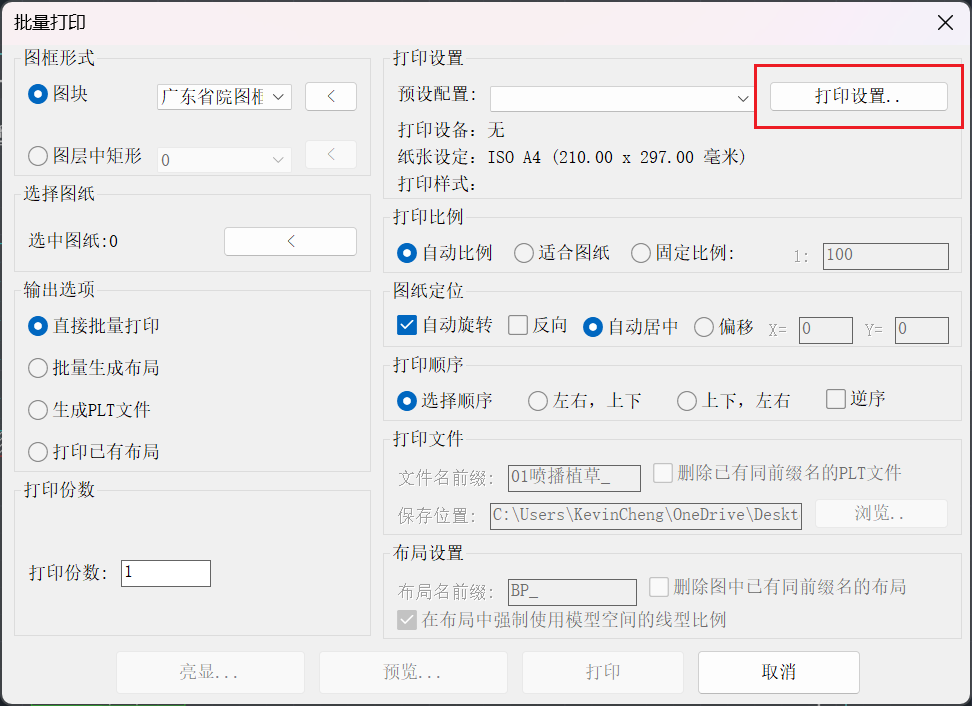 批量打印
图框形式
图块
广东省院图框
<
图层中矩形
0
<
选择图纸
选中图纸:0
<
输出选项
直接批量打印
批量生成布局
生成PLT文件
打印已有布局
打印份数
打印份数:
1
打印设置
预设配置:
打印设置..
打印设备: 无
纸张设定: ISO A4 (210.00 x 297.00 毫米)
打印样式:
打印比例
自动比例
适合图纸
固定比例:
1:
100
图纸定位
自动旋转
反向
自动居中
偏移
X=
0
Y=
0
打印顺序
选择顺序
左右, 上下
上下, 左右
逆序
打印文件
文件名前缀:
01喷播植草_
删除已有同前缀名的PLT文件
保存位置:
C:\Users\KevinCheng\OneDrive\Deskt
浏览..
布局设置
布局名前缀:
BP_
删除图中已有同前缀名的布局
在布局中强制使用模型空间的线型比例
亮显...
预览...
打印
取消